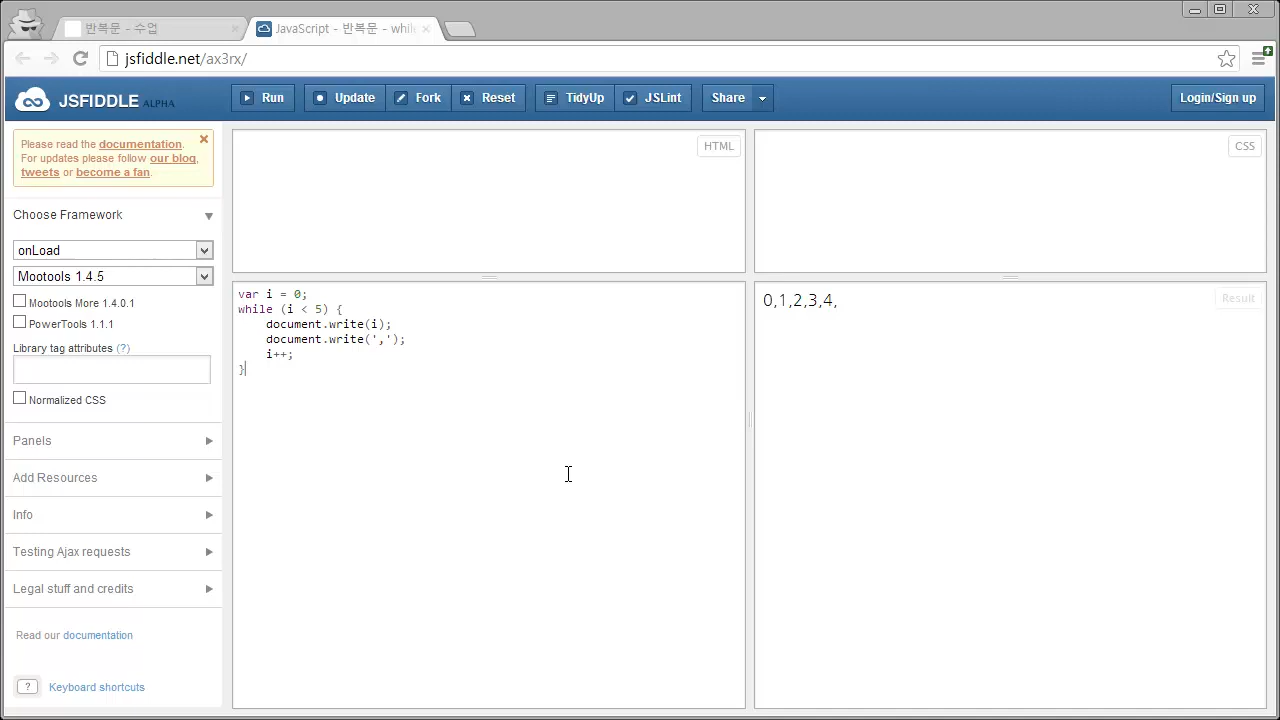 반복문 - 수업
JavaScript - 반복문 - whil
jsfiddle.net/ax3rx/
JSFIDDLE ALPHA
Run
Update
Fork
Reset
TidyUp
JSLint
Share
Login/Sign up
Please read the documentation.
For updates please follow our blog,
tweets or become a fan.
Choose Framework
onLoad
Mootools 1.4.5
Mootools More 1.4.0.1
PowerTools 1.1.1
Library tag attributes (?)
Normalized CSS
Panels
Add Resources
Info
Testing Ajax requests
Legal stuff and credits
Read our documentation
? Keyboard shortcuts
HTML
CSS
var i = 0;
while (i < 5) {
    document.write(i);
    document.write(',');
    i++;
}
0,1,2,3,4,
Result